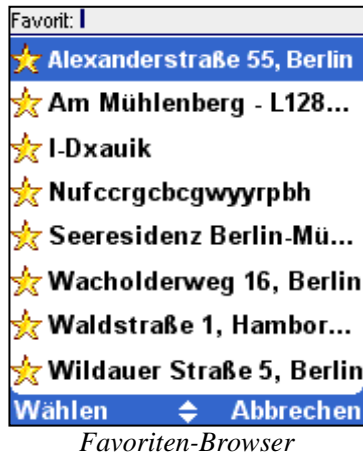 Favorit:
Alexanderstraße 55, Berlin
Am Mühlenberg - L128...
I-Dxauik
Nufccrgcbcgwyyrpbh
Seeresidenz Berlin-Mü...
Wacholderweg 16, Berlin
Waldstraße 1, Hambor...
Wildauer Straße 5, Berlin
Wählen Abbrechen
Favoriten-Browser